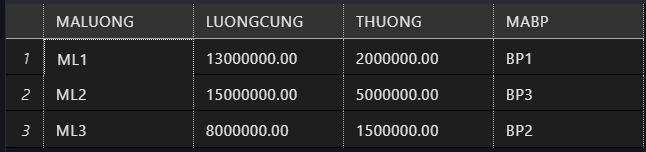 MALUONG LUONGCUNG THUONG MABP
1 ML1 13000000.00 2000000.00 BP1
2 ML2 15000000.00 5000000.00 BP3
3 ML3 8000000.00 1500000.00 BP2